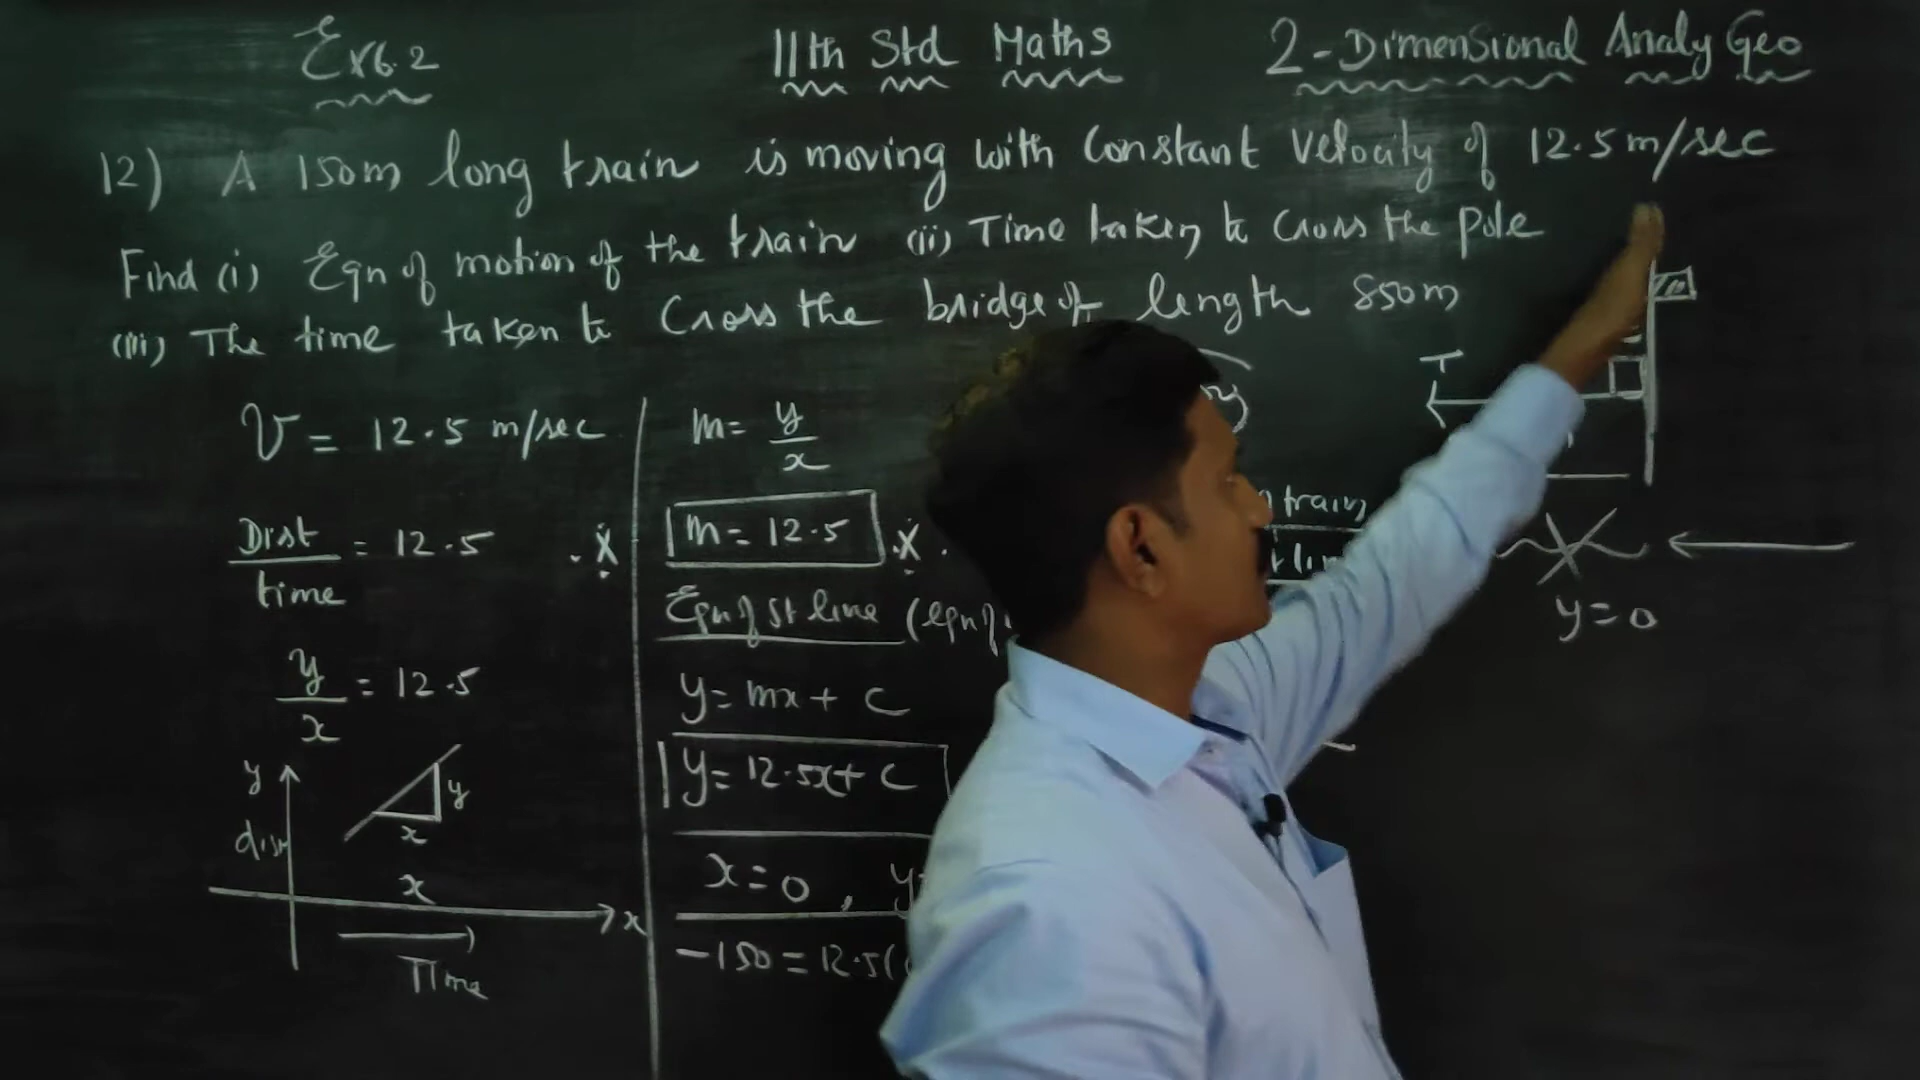 Ex 6.2
11th Std Maths
2-Dimensional Analy Geo
12) A 150m long train is moving with constant velocity of 12.5 m/sec
Find (i) Eqn of motion of the train (ii) Time taken to cross the pole
(iii) The time taken to cross the bridge of length 850m
V = 12.5 m/sec
Dist/time = 12.5
y/x = 12.5
y
dist
y
x
x
x
Time
m = y/x
m = 12.5
Eqn of st line (eqn of
y = mx + c
y = 12.5x + c
x = 0, y
-150 = 12.5(
T
train
y = 0